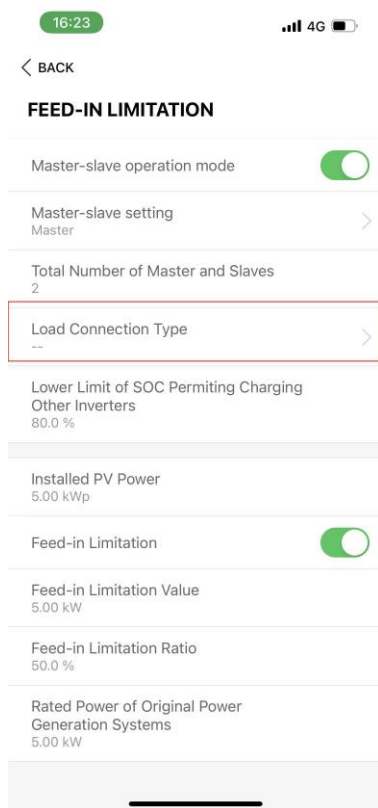 16:23
4G
BACK
FEED-IN LIMITATION
Master-slave operation mode
Master-slave setting
Master
Total Number of Master and Slaves
2
Load Connection Type
--
Lower Limit of SOC Permiting Charging
Other Inverters
80.0 %
Installed PV Power
5.00 kWp
Feed-in Limitation
Feed-in Limitation Value
5.00 kW
Feed-in Limitation Ratio
50.0 %
Rated Power of Original Power
Generation Systems
5.00 kW